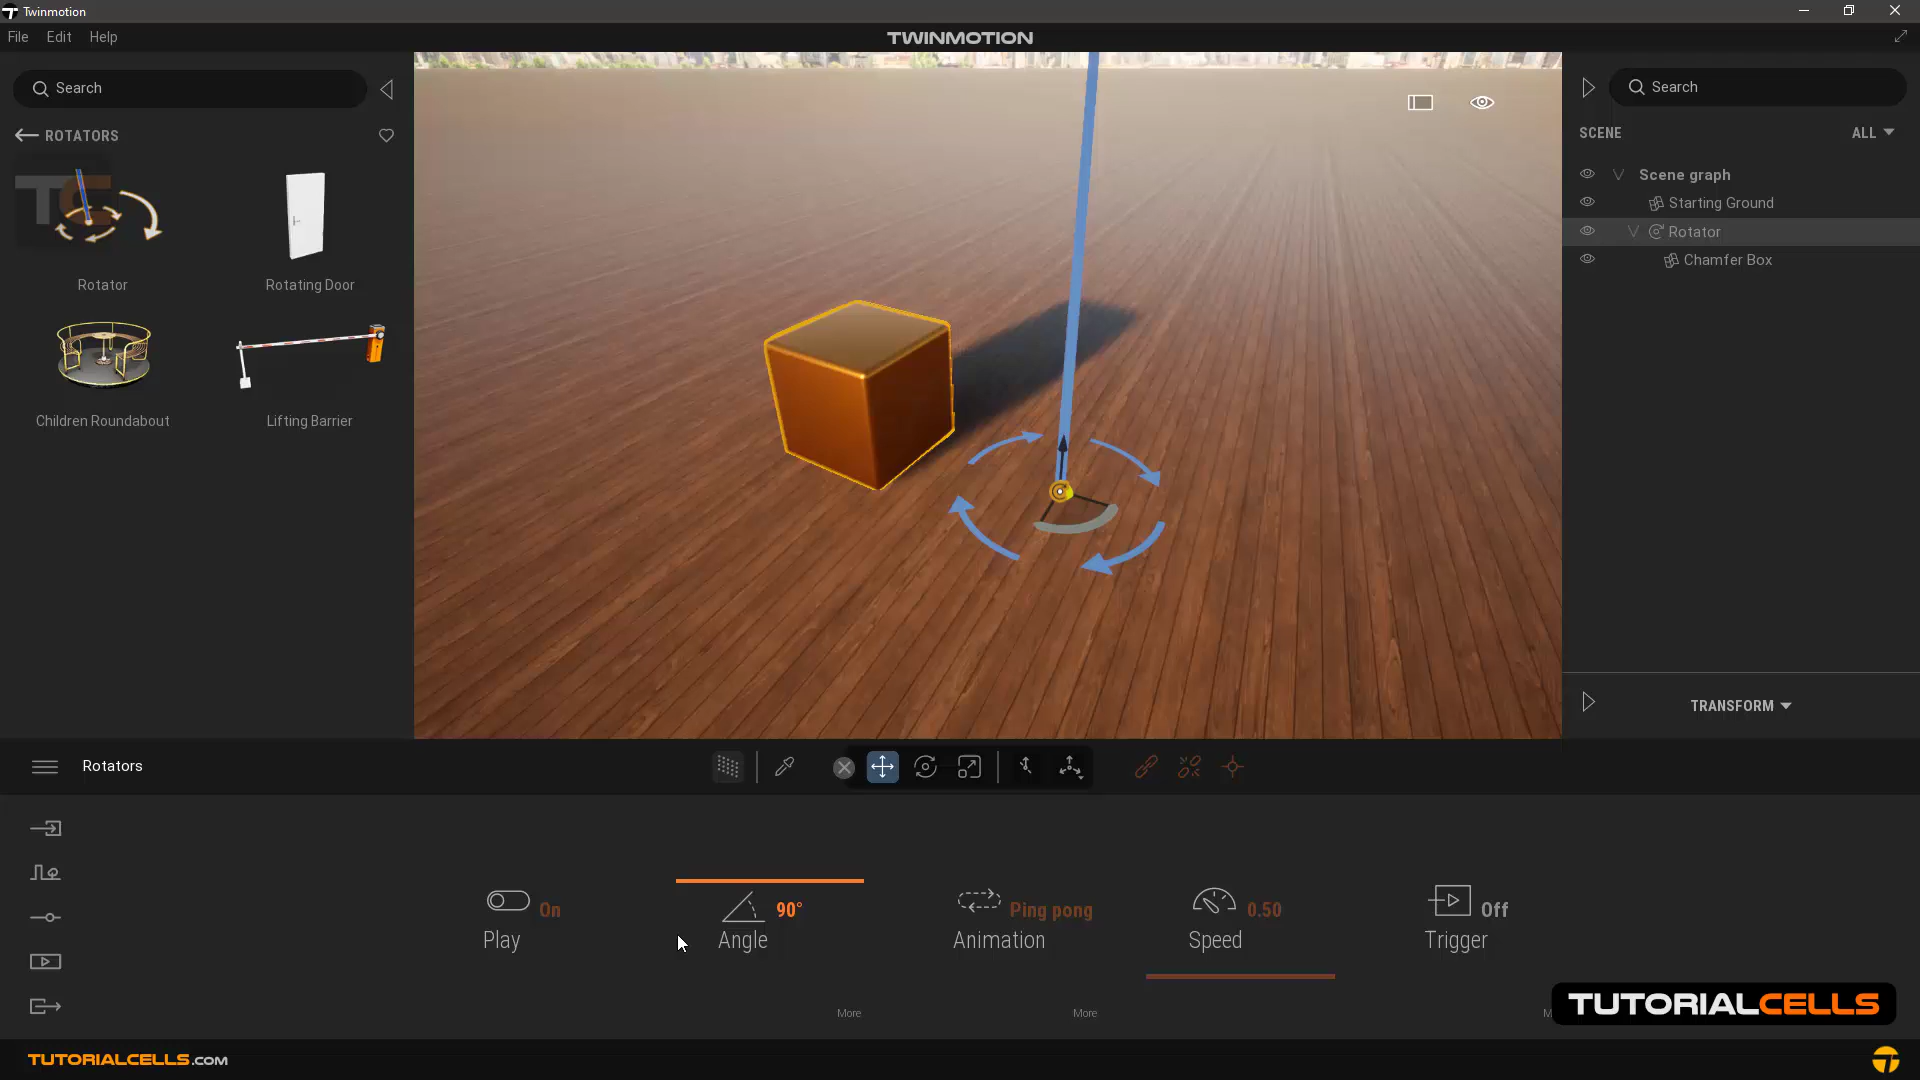 Twinmotion
File Edit Help
TWINMOTION
Search
ROTATORS
TC
Rotator
Rotating Door
Children Roundabout
Lifting Barrier
Search
SCENE
ALL
Scene graph
Starting Ground
Rotator
Chamfer Box
TRANSFORM
Rotators
On
Play
90°
Angle
Ping pong
Animation
0.50
Speed
Off
Trigger
More
More
M
TUTORIALCELLS
TUTORIALCELLS.COM